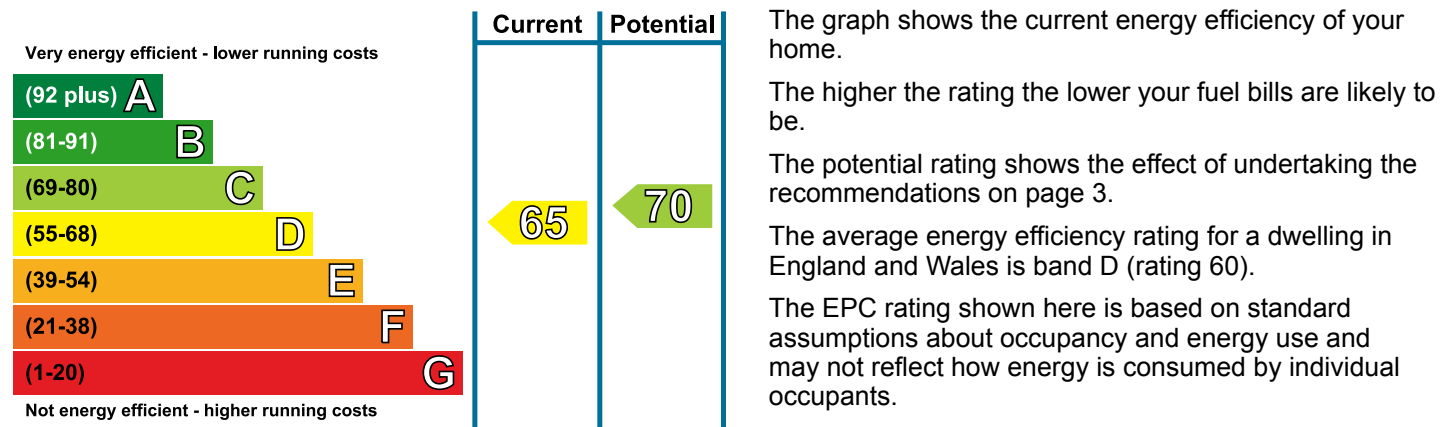 Current Potential
Very energy efficient - lower running costs
(92 plus) A
(81-91) B
(69-80) C
(55-68) D
(39-54) E
(21-38) F
(1-20) G
Not energy efficient - higher running costs
65
70
The graph shows the current energy efficiency of your
home.
The higher the rating the lower your fuel bills are likely to
be.
The potential rating shows the effect of undertaking the
recommendations on page 3.
The average energy efficiency rating for a dwelling in
England and Wales is band D (rating 60).
The EPC rating shown here is based on standard
assumptions about occupancy and energy use and
may not reflect how energy is consumed by individual
occupants.